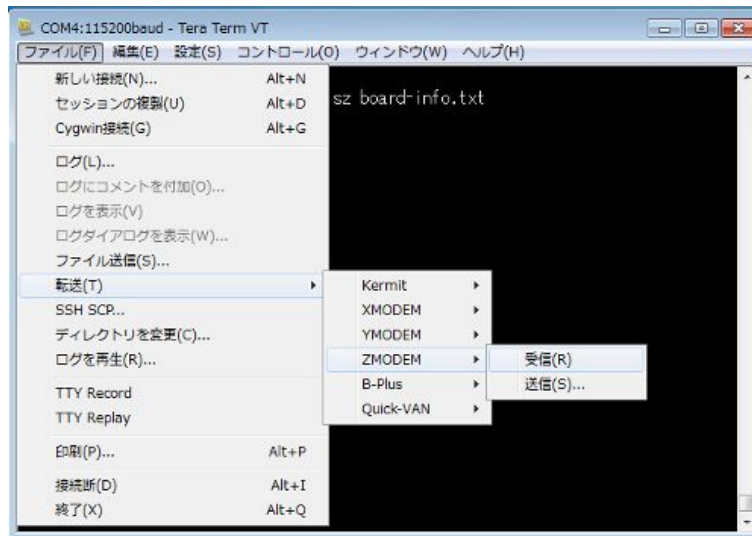 COM4:115200baud - Tera Term VT
ファイル(F) 編集(E) 設定(S) コントロール(O) ウィンドウ(W) ヘルプ(H)
sz board-info.txt
新しい接続(N)... Alt+N
セッションの複製(U) Alt+D
Cygwin接続(G) Alt+G
ログ(L)...
ログにコメントを付加(O)...
ログを表示(V)
ログダイアログを表示(W)...
ファイル送信(S)...
転送(T)
SSH SCP...
ディレクトリを変更(C)...
ログを再生(R)...
TTY Record
TTY Replay
印刷(P)... Alt+P
接続断(D) Alt+I
終了(X) Alt+Q
Kermit
XMODEM
YMODEM
ZMODEM
B-Plus
Quick-VAN
受信(R)
送信(S)...